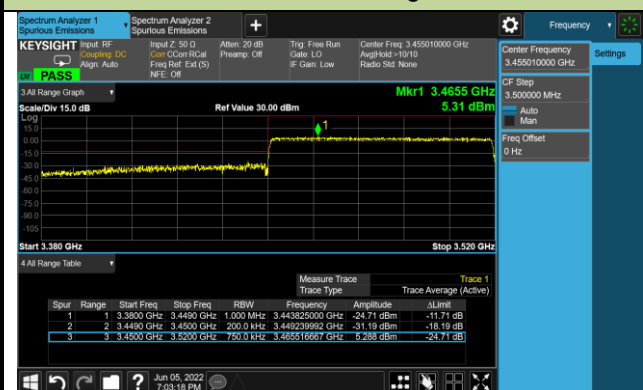 Spectrum Analyzer 1
Spurious Emissions
Spectrum Analyzer 2
Spurious Emissions
+
Frequency
KEYSIGHT
Input: RF
Coupling: DC
Align: Auto
Input Z: 50 Ω
Corr CCorr RCal
Freq Ref: Ext (S)
NFE: Off
Atten: 20 dB
Preamp: Off
Trig: Free Run
Gate: LO
IF Gain: Low
Center Freq: 3.455010000 GHz
Avg|Hold:>10/10
Radio Std: None
PASS
Center Frequency
3.455010000 GHz
Settings
CF Step
3.500000 MHz
Auto
Man
Freq Offset
0 Hz
3 All Range Graph
Mkr1 3.4655 GHz
Scale/Div 15.0 dB
Ref Value 30.00 dBm
5.31 dBm
Log
15.0
0.00
-15.0
-30.0
-45.0
-60.0
-75.0
-90.0
-105
1
Start 3.380 GHz
Stop 3.520 GHz
4 All Range Table
Measure Trace
Trace 1
Trace Type
Trace Average (Active)
Spur Range Start Freq Stop Freq RBW Frequency Amplitude ΔLimit
1 1 3.3800 GHz 3.4490 GHz 1.000 MHz 3.443825000 GHz -24.71 dBm -11.71 dB
2 2 3.4490 GHz 3.4500 GHz 200.0 kHz 3.449239992 GHz -31.19 dBm -18.19 dB
3 3 3.4500 GHz 3.5200 GHz 750.0 kHz 3.465516667 GHz 5.288 dBm -24.71 dB
?
Jun 05, 2022
7:03:18 PM